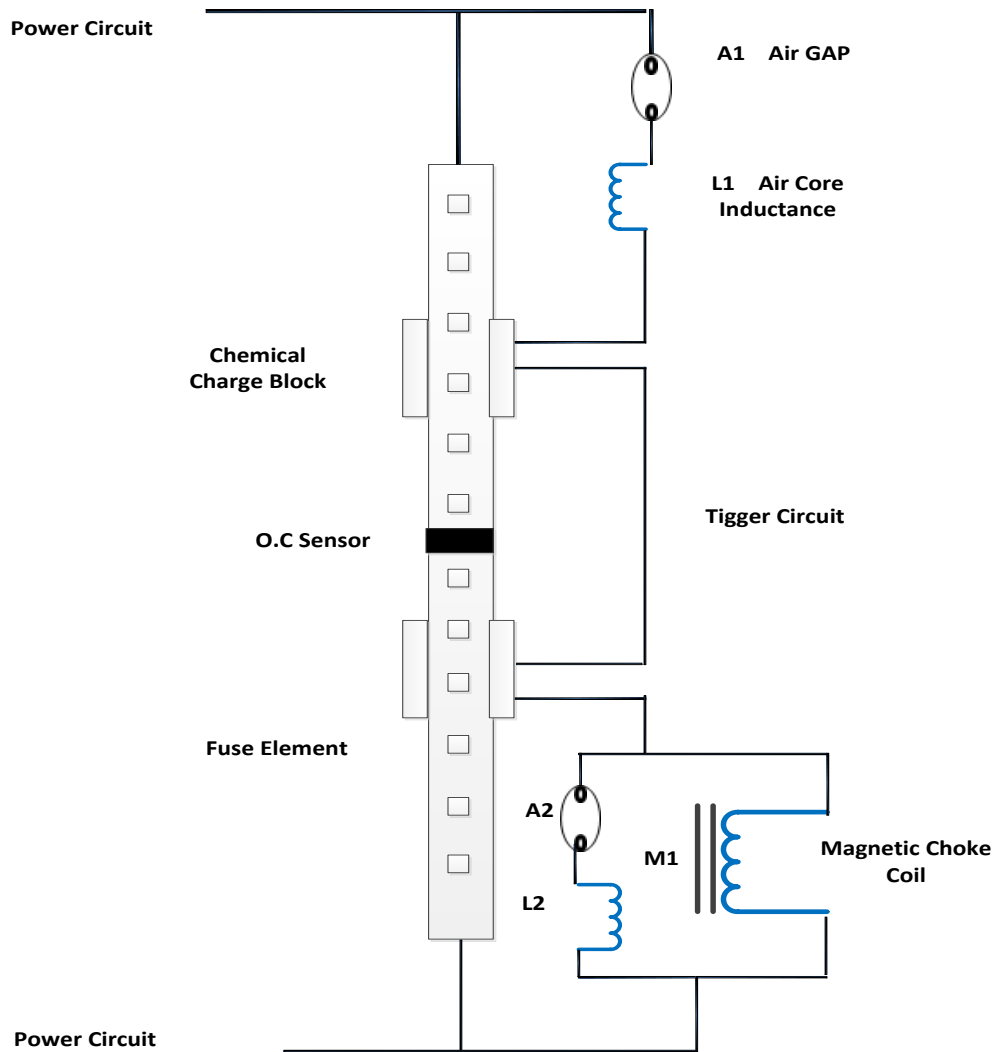 Power Circuit
A1 Air GAP
L1 Air Core
Inductance
Chemical
Charge Block
Tigger Circuit
O.C Sensor
Fuse Element
A2
M1
Magnetic Choke
Coil
L2
Power Circuit